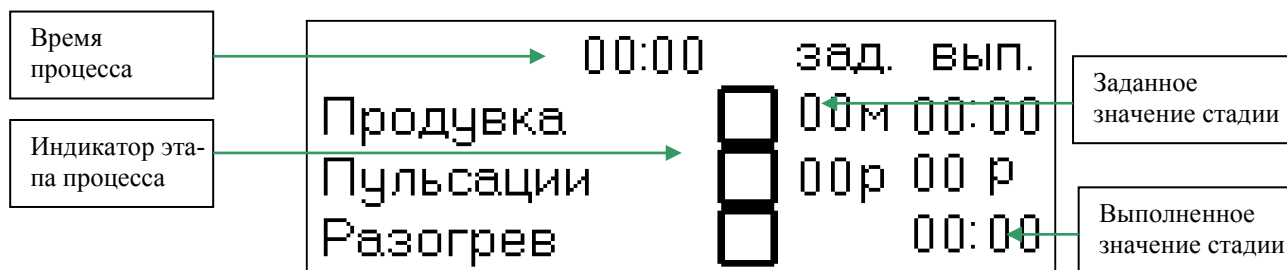 Время
процесса
Индикатор эта-
па процесса
00:00 зад. вып.
Продувка 00м 00:00
Пульсации 00р 00 р
Разогрев 00:00
Заданное
значение стадии
Выполненное
значение стадии